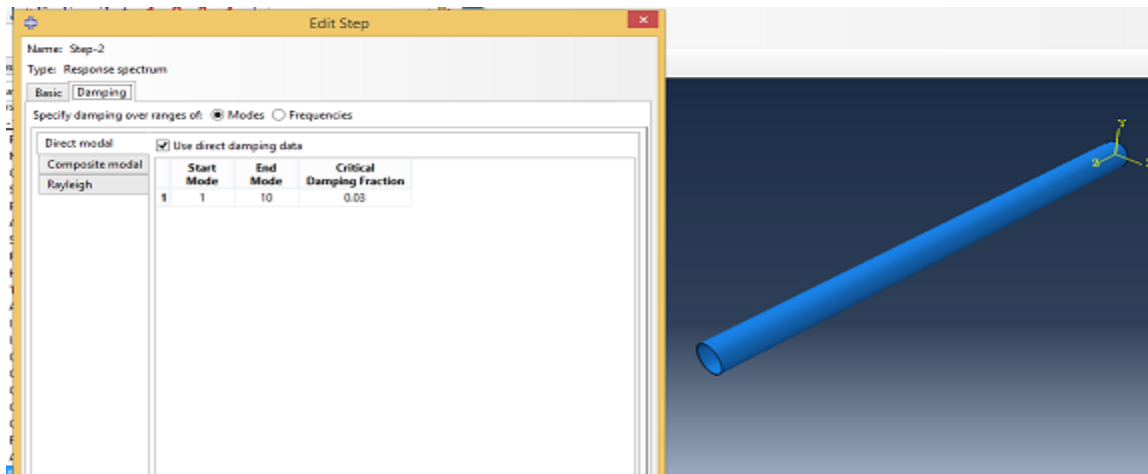 Edit Step
Name: Step-2
Type: Response spectrum
Basic Damping
Specify damping over ranges of: Modes Frequencies
Direct modal
Composite modal
Rayleigh
Use direct damping data
Start Mode End Mode Critical Damping Fraction
1 1 10 0.03
Y
Z